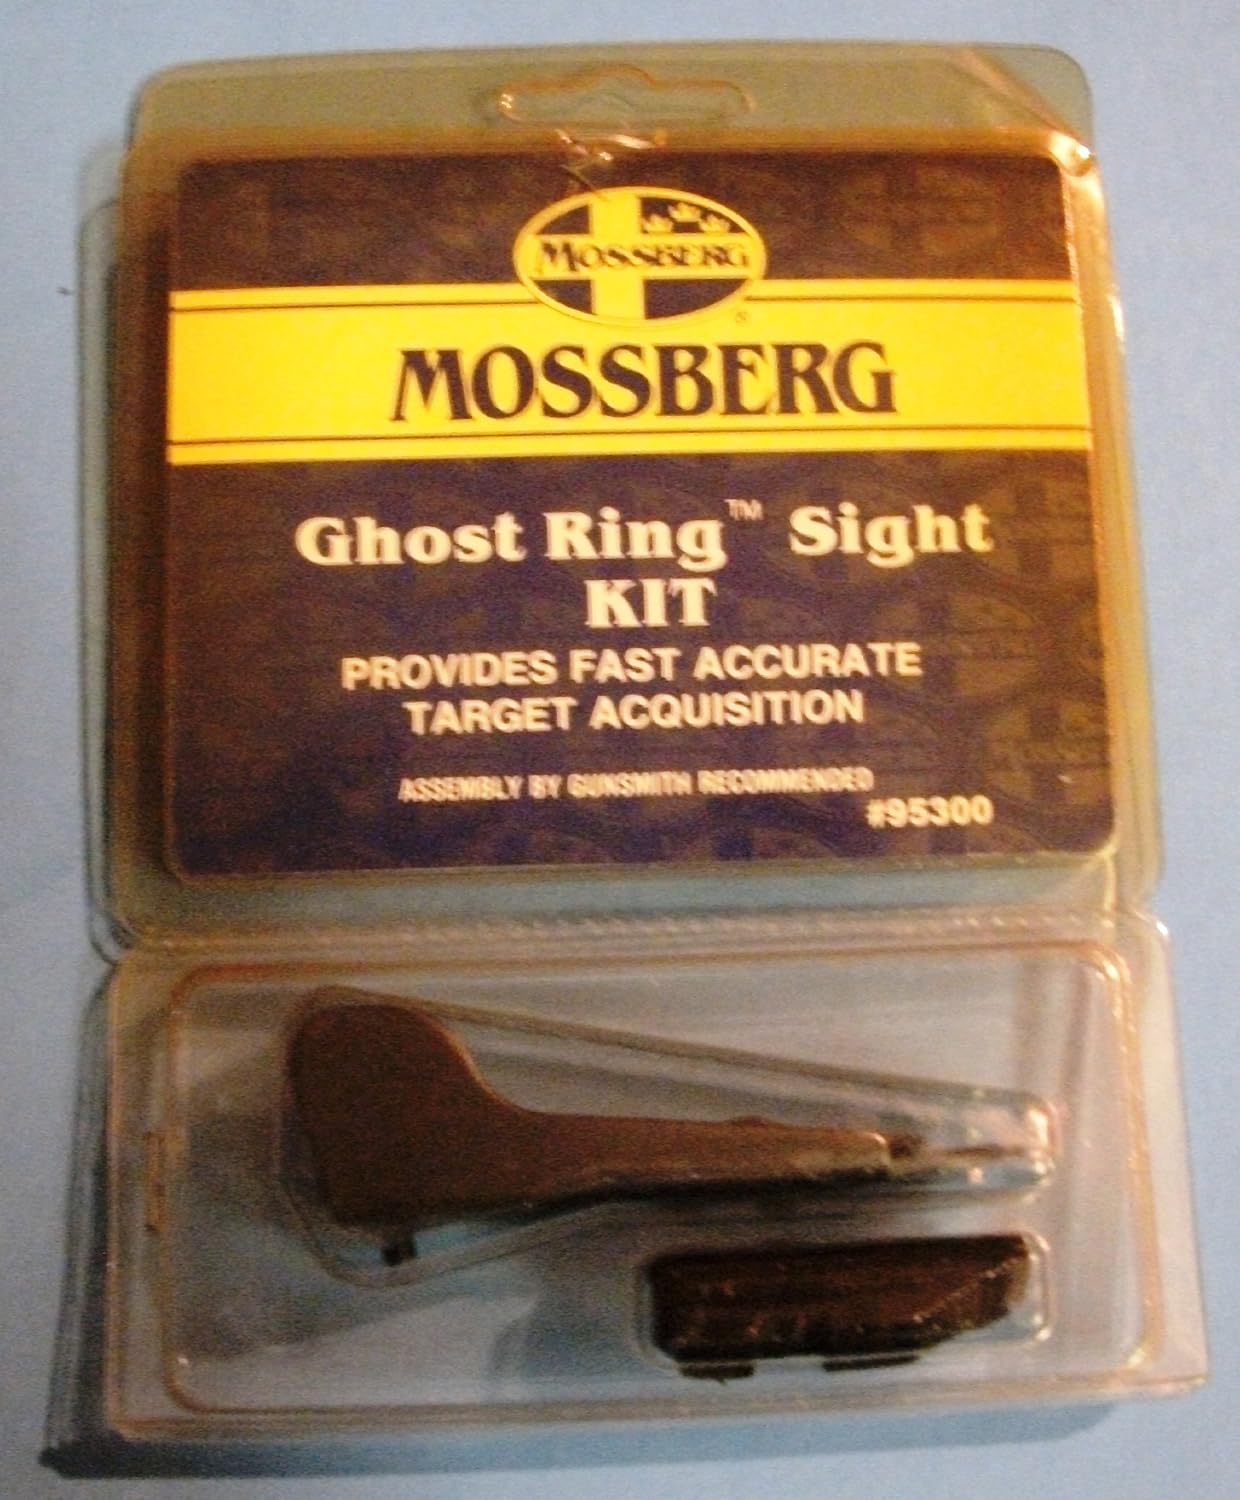 MOSSBERG
®
MOSSBERG
Ghost Ring™ Sight
KIT
PROVIDES FAST ACCURATE
TARGET ACQUISITION
ASSEMBLY BY GUNSMITH RECOMMENDED
#95300